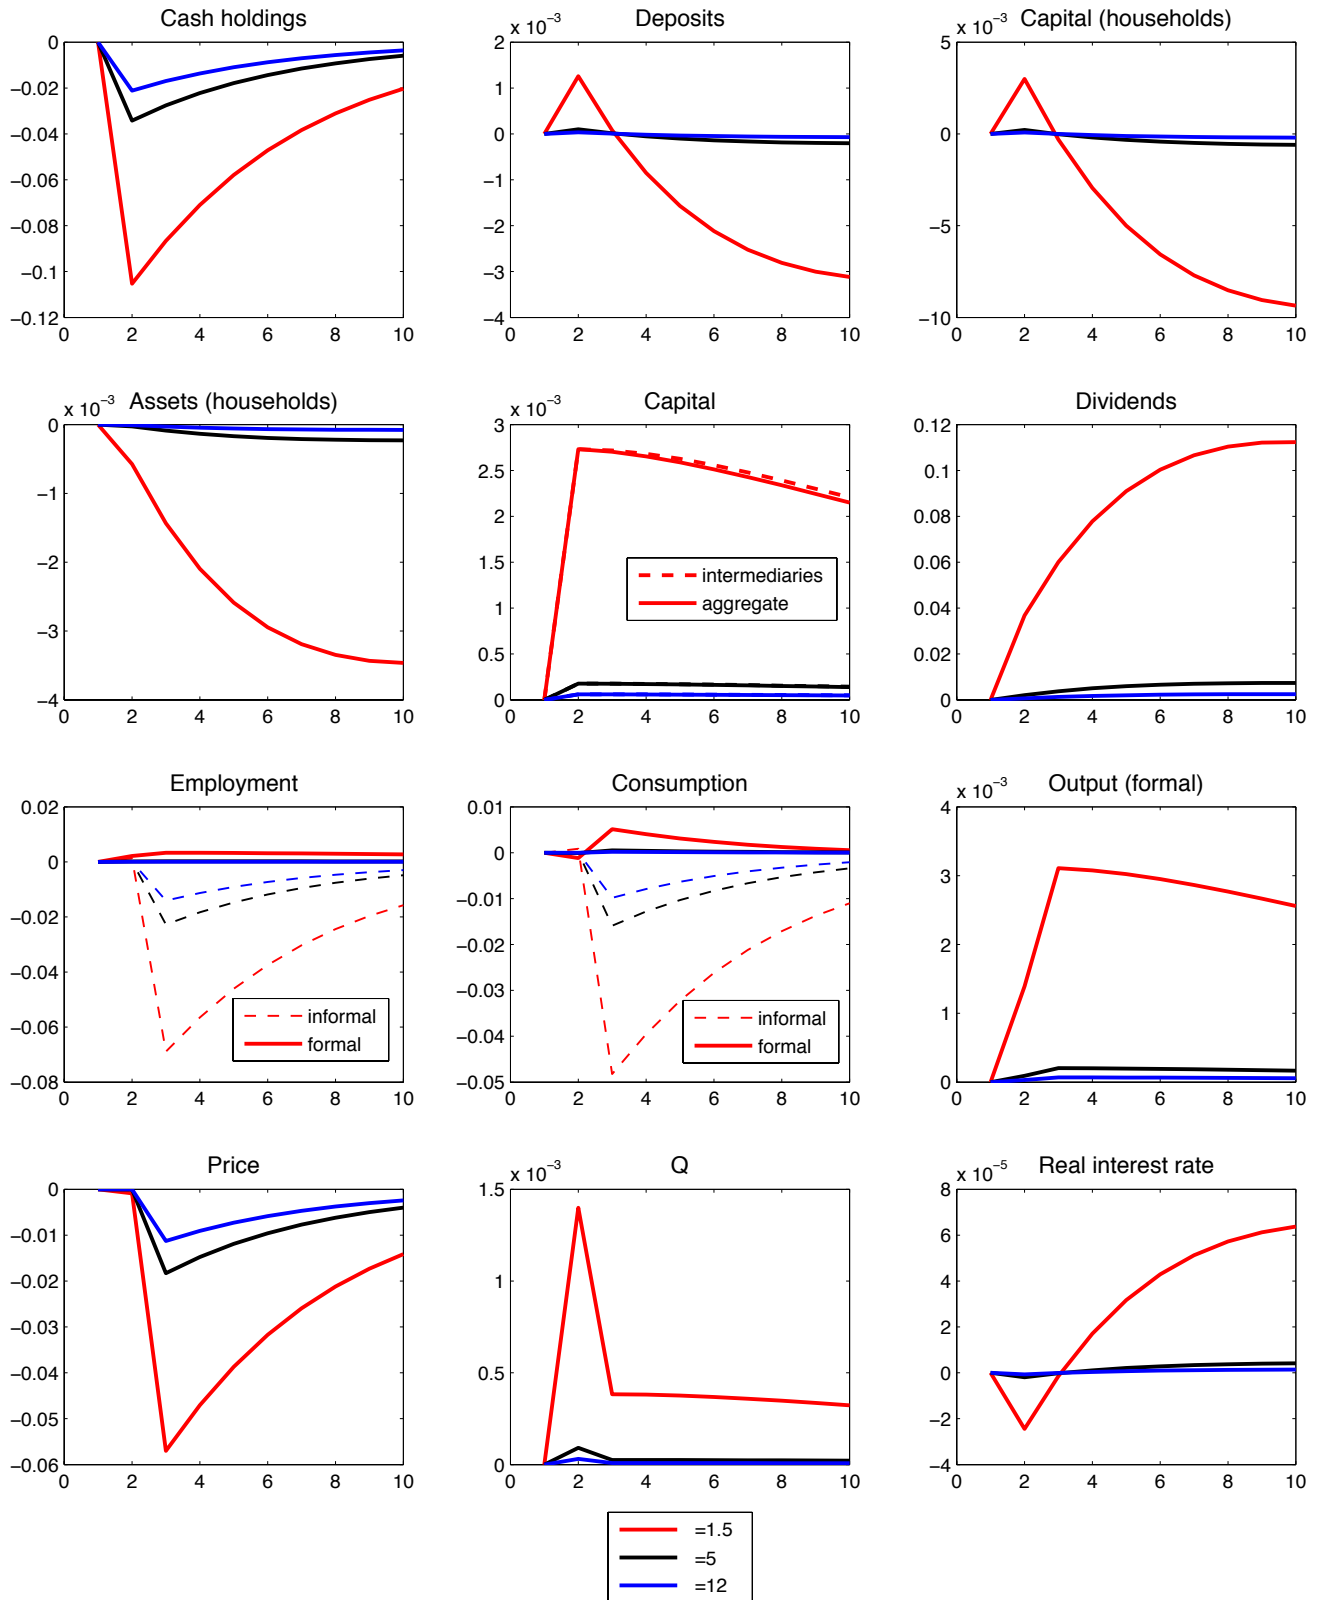 Cash holdings
0
−0.02
−0.04
−0.06
−0.08
−0.1
−0.12
0 2 4 6 8 10
Deposits
x 10−3
2
1
0
−1
−2
−3
−4
0 2 4 6 8 10
Capital (households)
x 10−3
5
0
−5
−10
0 2 4 6 8 10
Assets (households)
x 10−3
0
−1
−2
−3
−4
0 2 4 6 8 10
Capital
x 10−3
3
2.5
2
1.5
1
0.5
0
intermediaries
aggregate
0 2 4 6 8 10
Dividends
0.12
0.1
0.08
0.06
0.04
0.02
0
0 2 4 6 8 10
Employment
0.02
0
−0.02
−0.04
−0.06
−0.08
informal
formal
0 2 4 6 8 10
Consumption
0.01
0
−0.01
−0.02
−0.03
−0.04
−0.05
informal
formal
0 2 4 6 8 10
Output (formal)
x 10−3
4
3
2
1
0
0 2 4 6 8 10
Price
0
−0.01
−0.02
−0.03
−0.04
−0.05
−0.06
0 2 4 6 8 10
Q
x 10−3
1.5
1
0.5
0
0 2 4 6 8 10
Real interest rate
x 10−5
8
6
4
2
0
−2
−4
0 2 4 6 8 10
=1.5
=5
=12